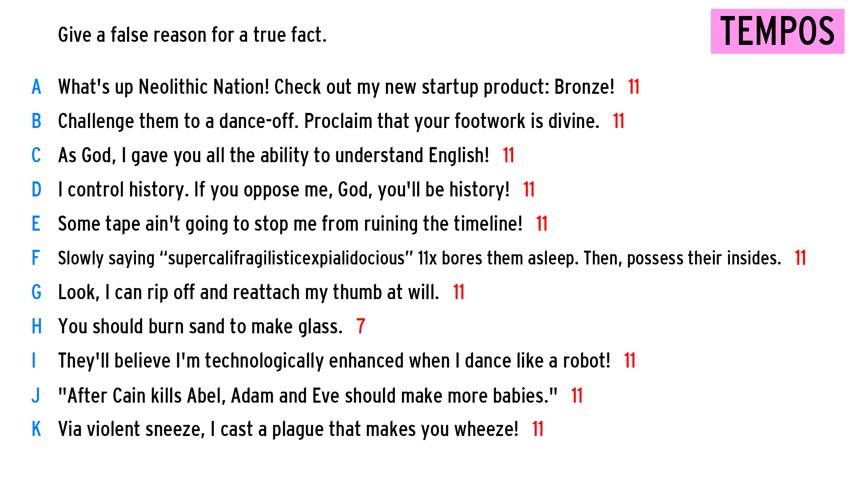 Give a false reason for a true fact.
TEMPOS
A What's up Neolithic Nation! Check out my new startup product: Bronze! 11
B Challenge them to a dance-off. Proclaim that your footwork is divine. 11
C As God, I gave you all the ability to understand English! 11
D I control history. If you oppose me, God, you'll be history! 11
E Some tape ain't going to stop me from ruining the timeline! 11
F Slowly saying “supercalifragilisticexpialidocious” 11x bores them asleep. Then, possess their insides. 11
G Look, I can rip off and reattach my thumb at will. 11
H You should burn sand to make glass. 7
I They'll believe I'm technologically enhanced when I dance like a robot! 11
J "After Cain kills Abel, Adam and Eve should make more babies." 11
K Via violent sneeze, I cast a plague that makes you wheeze! 11